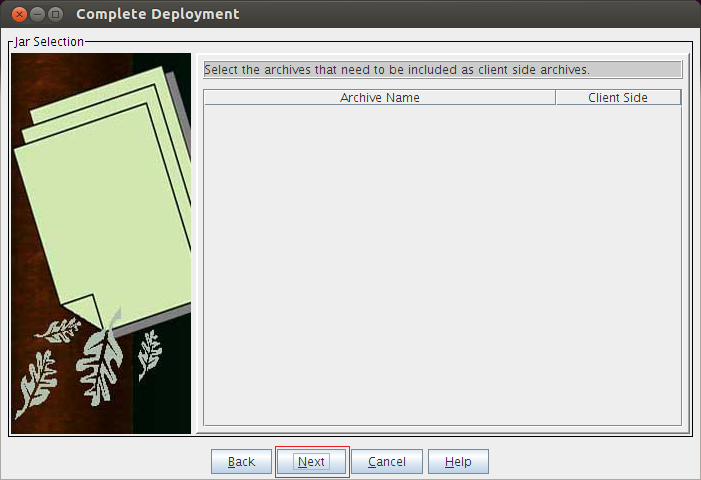 Complete Deployment
Jar Selection
Select the archives that need to be included as client side archives.
Archive Name Client Side
Back Next Cancel Help